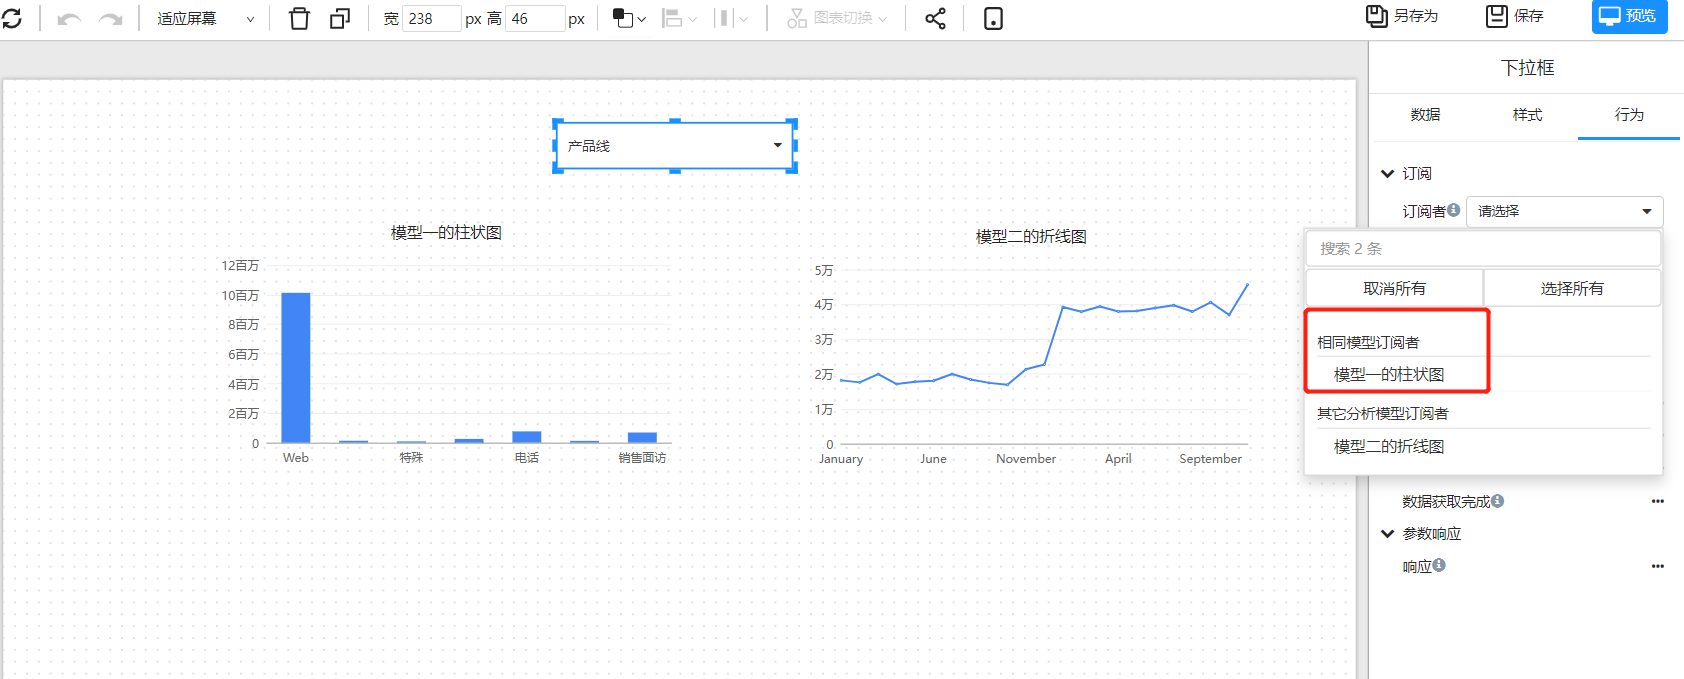 适应屏幕 宽 238 px 高 46 px 图表切换 另存为 保存 预览
下拉框
数据 样式 行为
产品线
订阅
订阅者 请选择
搜索 2 条
取消所有 选择所有
相同模型订阅者
模型一的柱状图
其它分析模型订阅者
模型二的折线图
数据获取完成
参数响应
响应
模型一的柱状图
12百万
10百万
8百万
6百万
4百万
2百万
0
Web 特殊 电话 销售面访
模型二的折线图
5万
4万
3万
2万
1万
0
January June November April September